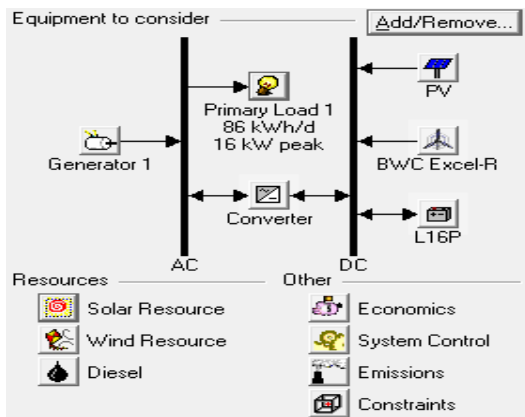 Equipment to consider
Add/Remove...
Primary Load 1
86 kWh/d
16 kW peak
PV
Generator 1
BWC Excel-R
Converter
L16P
AC
DC
Resources
Other
Solar Resource
Economics
Wind Resource
System Control
Diesel
Emissions
Constraints